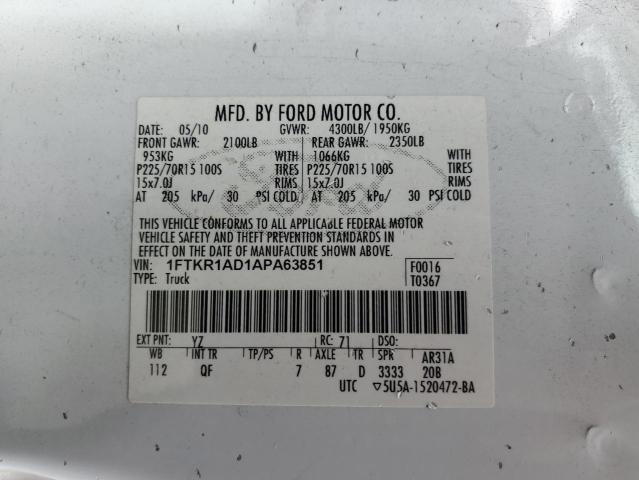 MFD. BY FORD MOTOR CO.
DATE: 05/10 GVWR: 4300LB/ 1950KG
FRONT GAWR: 2100LB REAR GAWR: 2350LB
953KG WITH 1066KG WITH
P225/70R15 100S TIRES P225/70R15 100S TIRES
15x7.0J RIMS 15x7.0J RIMS
AT 205 kPa/ 30 PSI COLD AT 205 kPa/ 30 PSI COLD
THIS VEHICLE CONFORMS TO ALL APPLICABLE FEDERAL MOTOR
VEHICLE SAFETY AND THEFT PREVENTION STANDARDS IN
EFFECT ON THE DATE OF MANUFACTURE SHOWN ABOVE.
VIN: 1FTKR1AD1APA63851 F0016
TYPE: Truck T0367
EXT PNT: YZ RC: 71 DSO:
WB INT TR TP/PS R AXLE TR SPR AR31A
112 QF 7 87 D 3333 20B
UTC ▽5U5A-1520472-BA